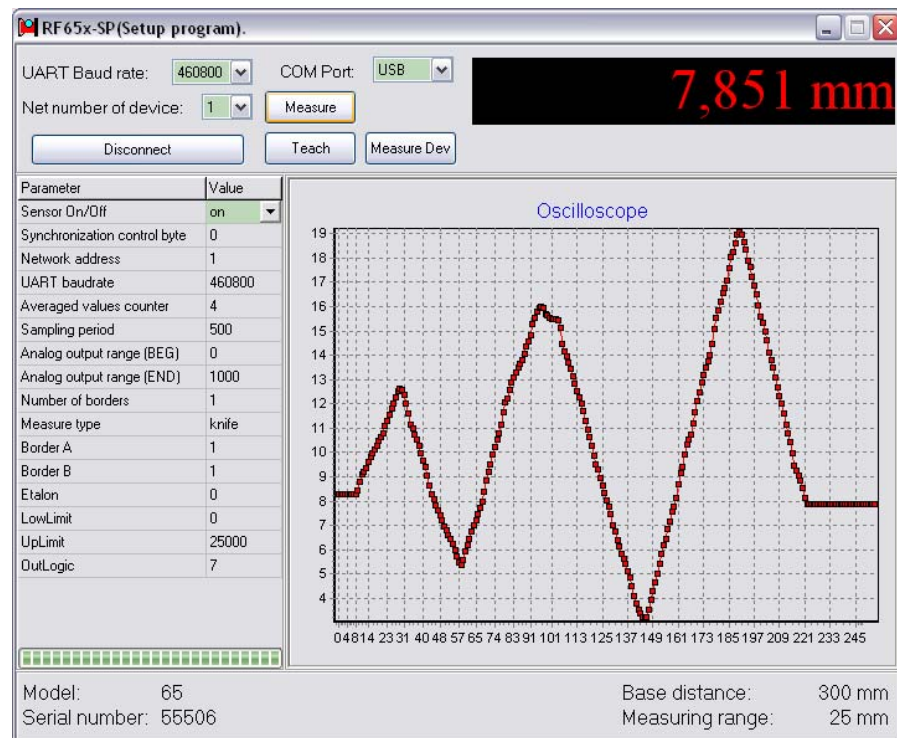 RF65x-SP(Setup program).
UART Baud rate: 460800 COM Port: USB
7,851 mm
Net number of device: 1 Measure
Disconnect Teach Measure Dev
Parameter Value
Sensor On/Off on
Synchronization control byte 0
Network address 1
UART baudrate 460800
Averaged values counter 4
Sampling period 500
Analog output range (BEG) 0
Analog output range (END) 1000
Number of borders 1
Measure type knife
Border A 1
Border B 1
Etalon 0
LowLimit 0
UpLimit 25000
OutLogic 7
Oscilloscope
19
18
17
16
15
14
13
12
11
10
9
8
7
6
5
4
0 4 8 14 23 31 40 48 57 65 74 83 91 101 113 125 137 149 161 173 185 197 209 221 233 245
Model: 65
Serial number: 55506
Base distance: 300 mm
Measuring range: 25 mm